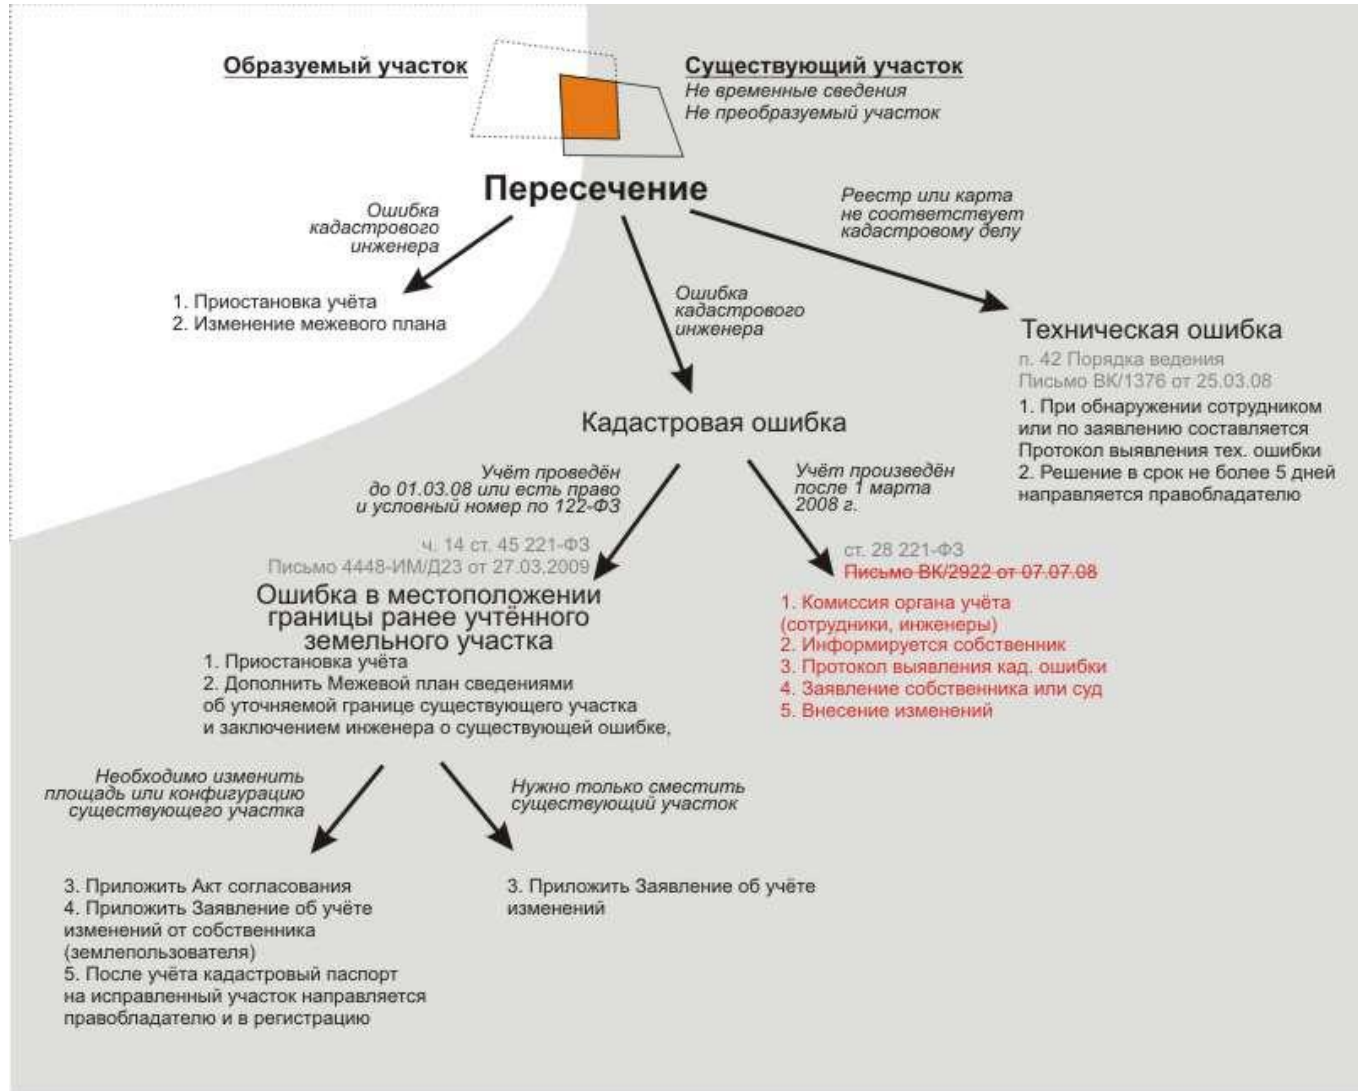 Образуемый участок
Существующий участок
Не временные сведения
Не преобразуемый участок
Пересечение
Ошибка
кадастрового
инженера
1. Приостановка учёта
2. Изменение межевого плана
Ошибка
кадастрового
инженера
Реестр или карта
не соответствует
кадастровому делу
Техническая ошибка
п. 42 Порядка ведения
Письмо ВК/1376 от 25.03.08
1. При обнаружении сотрудником
или по заявлению составляется
Протокол выявления тех. ошибки
2. Решение в срок не более 5 дней
направляется правобладателю
Кадастровая ошибка
Учёт проведён
до 01.03.08 или есть право
и условный номер по 122-ФЗ
Учёт произведён
после 1 марта
2008 г.
ч. 14 ст. 45 221-ФЗ
Письмо 4448-ИМ/Д23 от 27.03.2009
Ошибка в местоположении
границы ранее учтённого
земельного участка
1. Приостановка учёта
2. Дополнить Межевой план сведениями
об уточняемой границе существующего участка
и заключением инженера о существующей ошибке,
ст. 28 221-ФЗ
Письмо ВК/2922 от 07.07.08
1. Комиссия органа учёта
(сотрудники, инженеры)
2. Информируется собственник
3. Протокол выявления кад. ошибки
4. Заявление собственника или суд
5. Внесение изменений
Необходимо изменить
площадь или конфигурацию
существующего участка
Нужно только сместить
существующий участок
3. Приложить Акт согласования
4. Приложить Заявление об учёте
изменений от собственника
(землепользователя)
5. После учёта кадастровый паспорт
на исправленный участок направляется
правобладателю и в регистрацию
3. Приложить Заявление об учёте
изменений